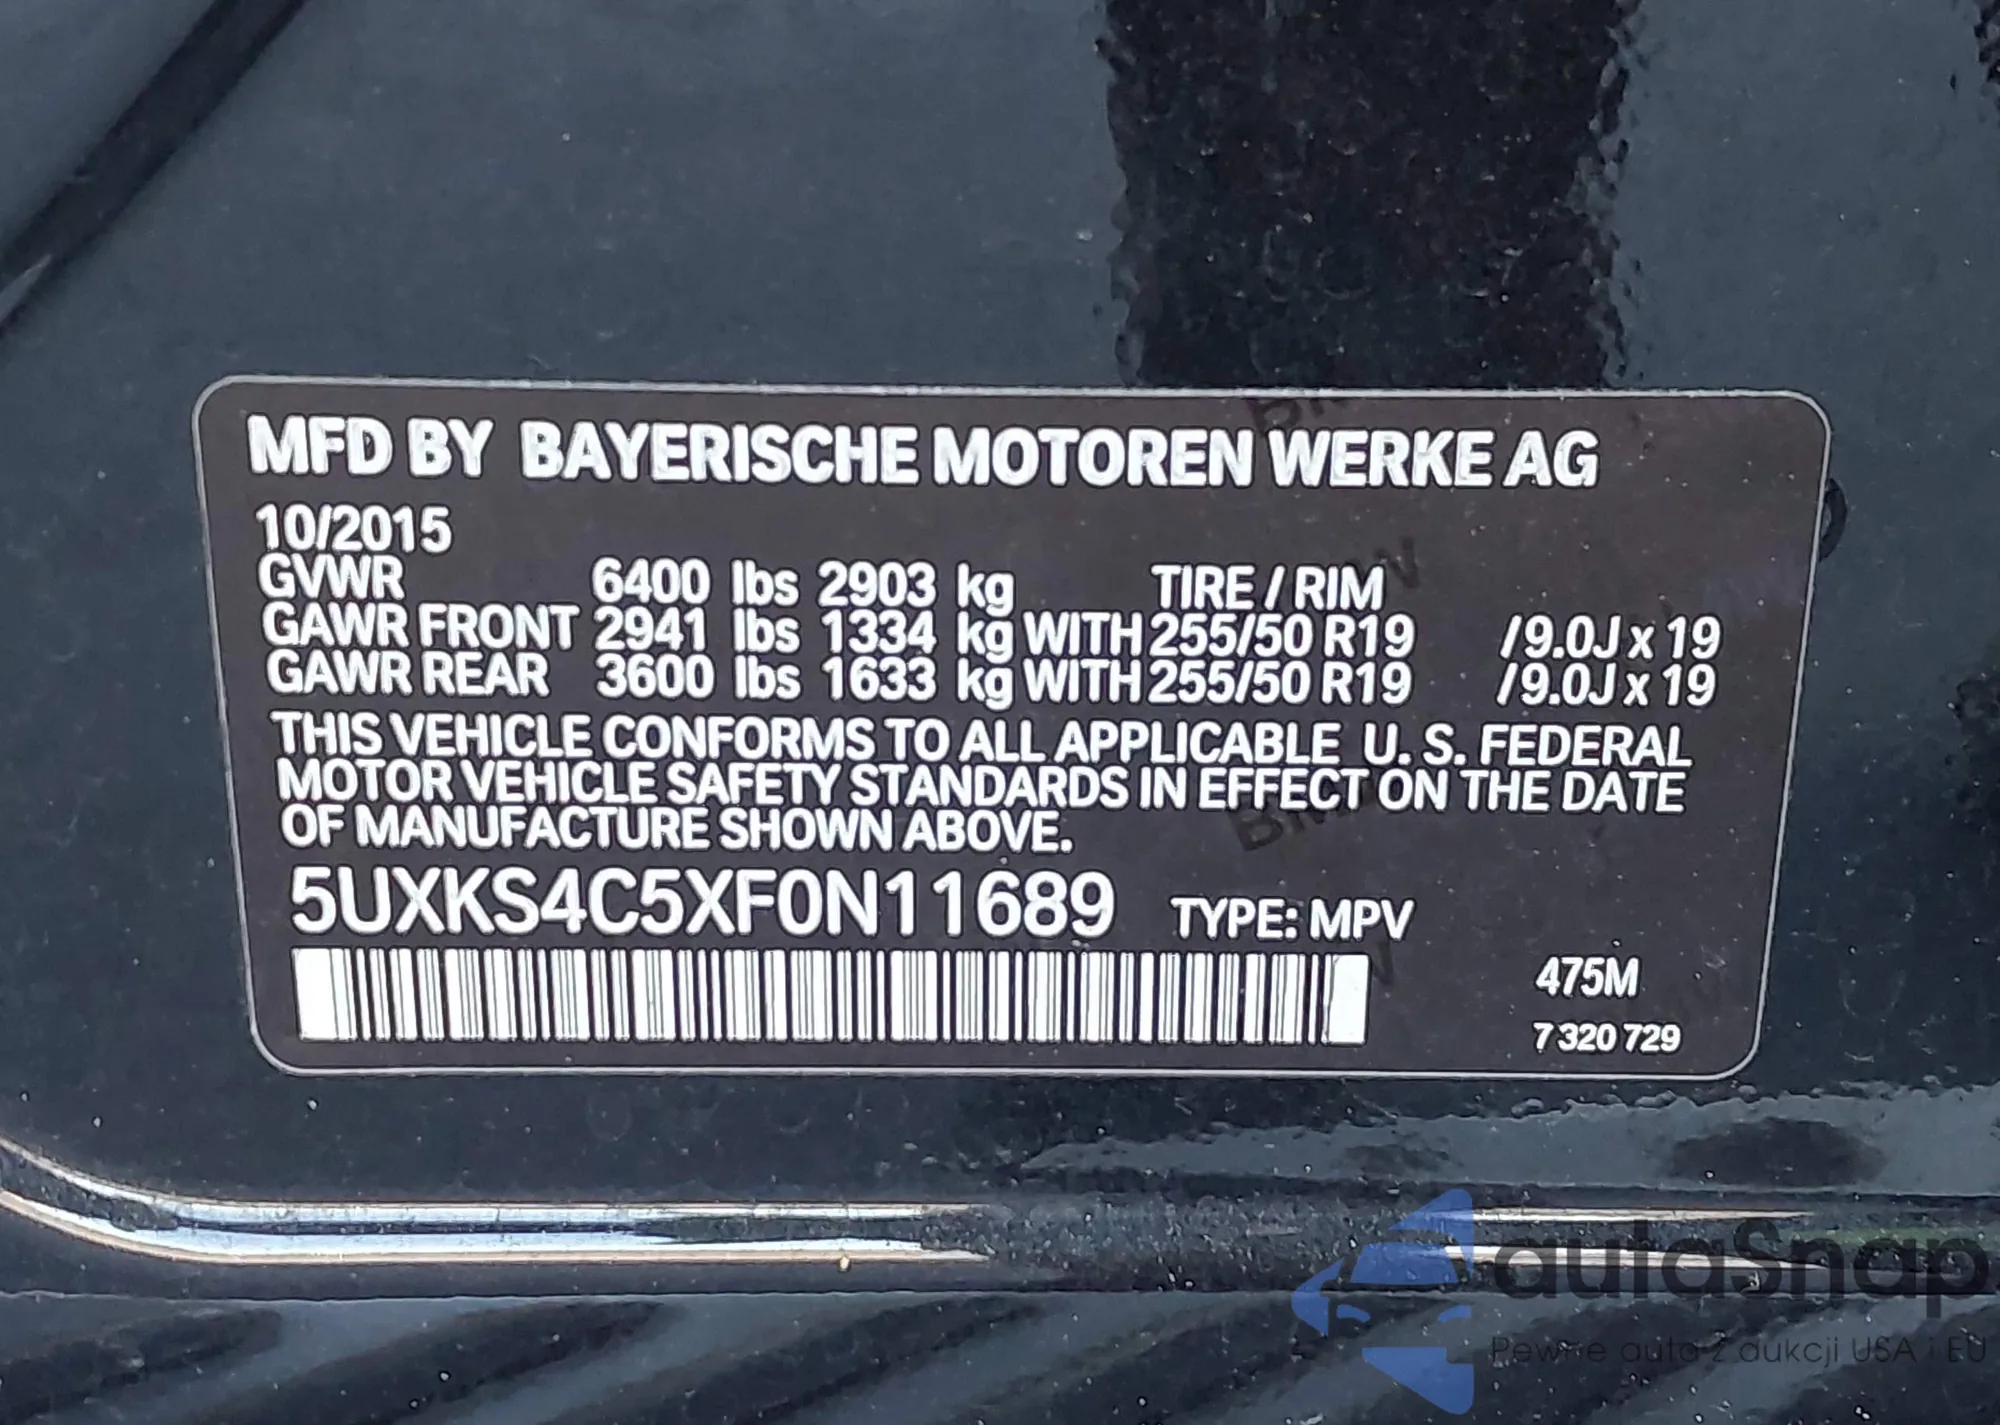 MFD BY BAYERISCHE MOTOREN WERKE AG
10/2015
GVWR 6400 lbs 2903 kg TIRE / RIM
GAWR FRONT 2941 lbs 1334 kg WITH 255/50 R19 /9.0J x 19
GAWR REAR 3600 lbs 1633 kg WITH 255/50 R19 /9.0J x 19
THIS VEHICLE CONFORMS TO ALL APPLICABLE U. S. FEDERAL
MOTOR VEHICLE SAFETY STANDARDS IN EFFECT ON THE DATE
OF MANUFACTURE SHOWN ABOVE.
5UXKS4C5XF0N11689 TYPE: MPV
475M
7 320 729
autaSnap
Pewne auta z aukcji USA i EU